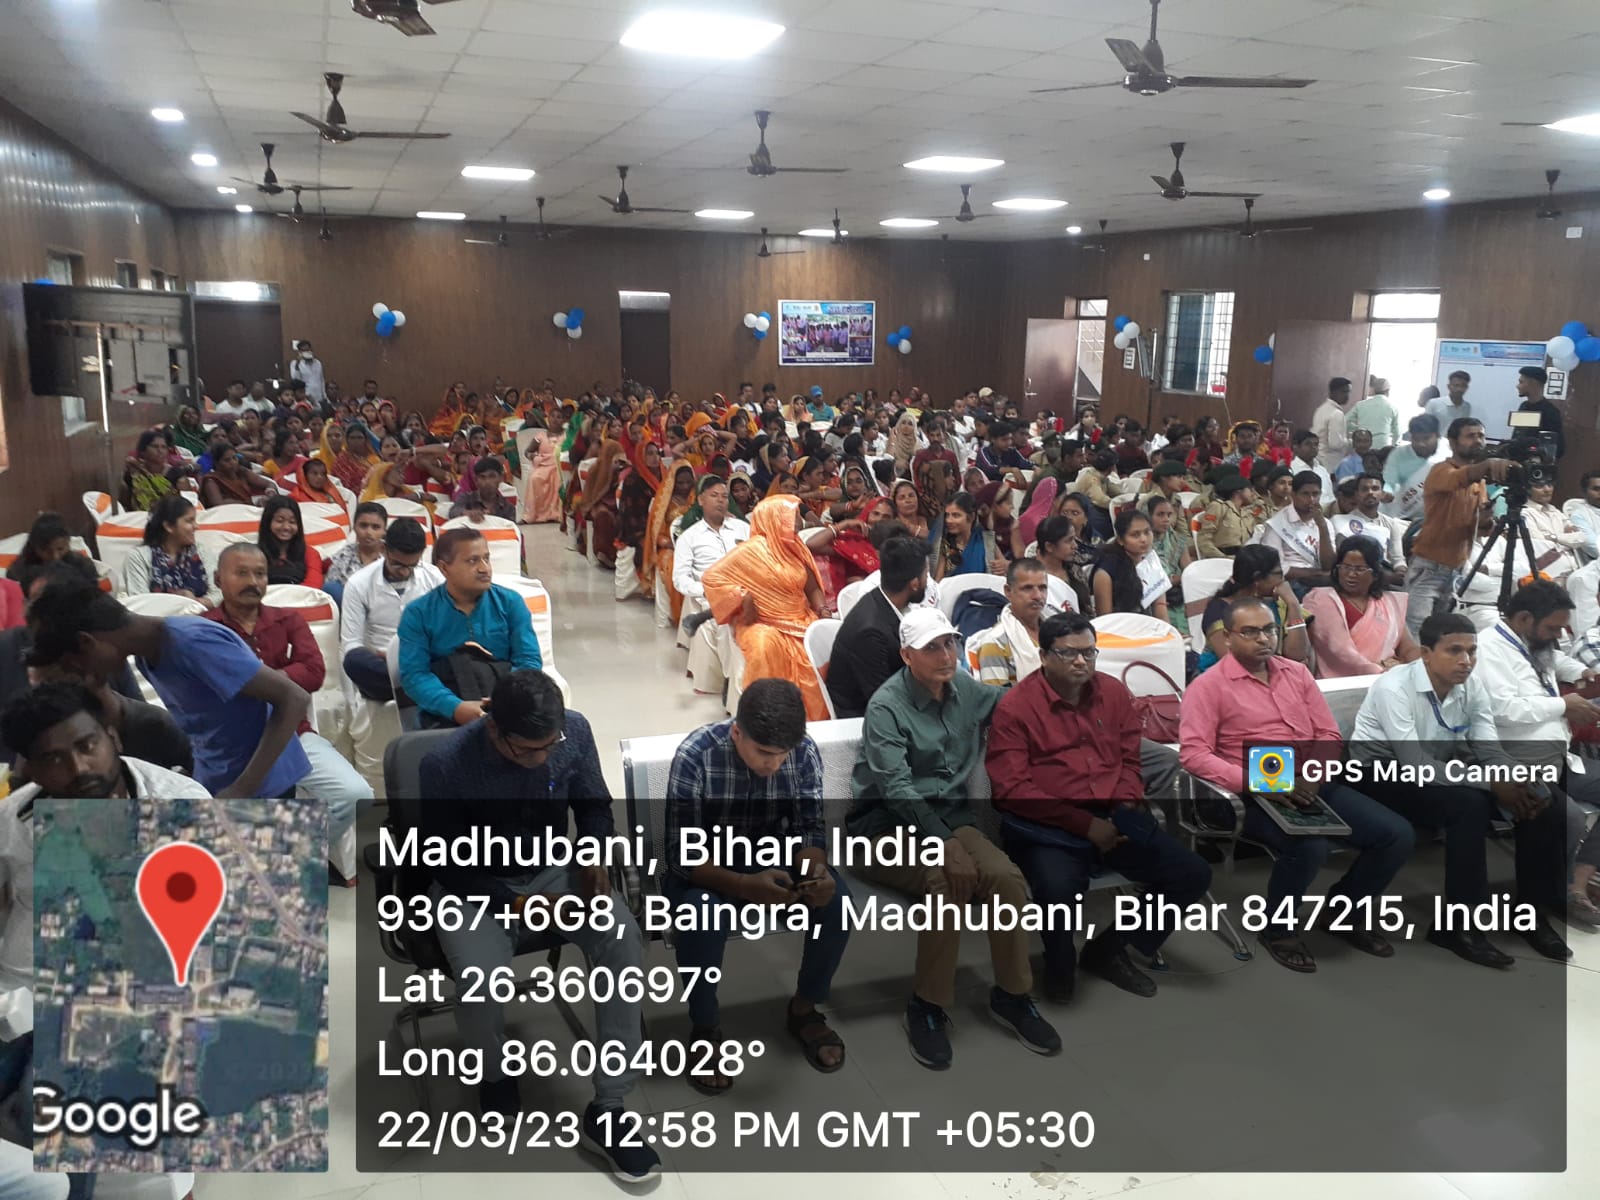 GPS Map Camera
Madhubani, Bihar, India
9367+6G8, Baingra, Madhubani, Bihar 847215, India
Lat 26.360697°
Long 86.064028°
22/03/23 12:58 PM GMT +05:30
Google